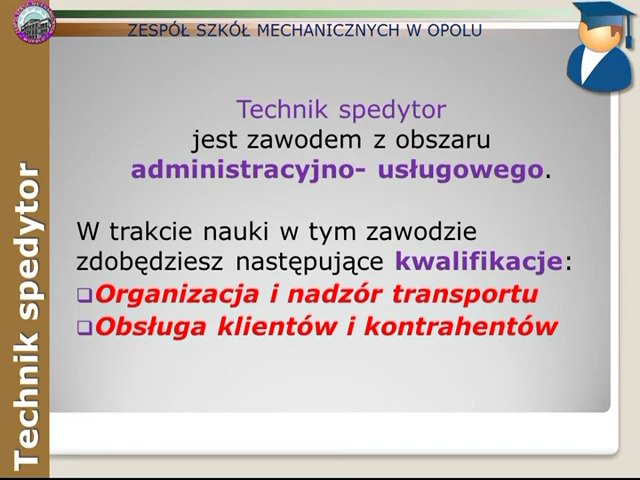 ZESPÓŁ SZKÓŁ MECHANICZNYCH W OPOLU
Technik spedytor
jest zawodem z obszaru
administracyjno- usługowego.
W trakcie nauki w tym zawodzie
zdobędziesz następujące kwalifikacje:
Organizacja i nadzór transportu
Obsługa klientów i kontrahentów
Technik spedytor